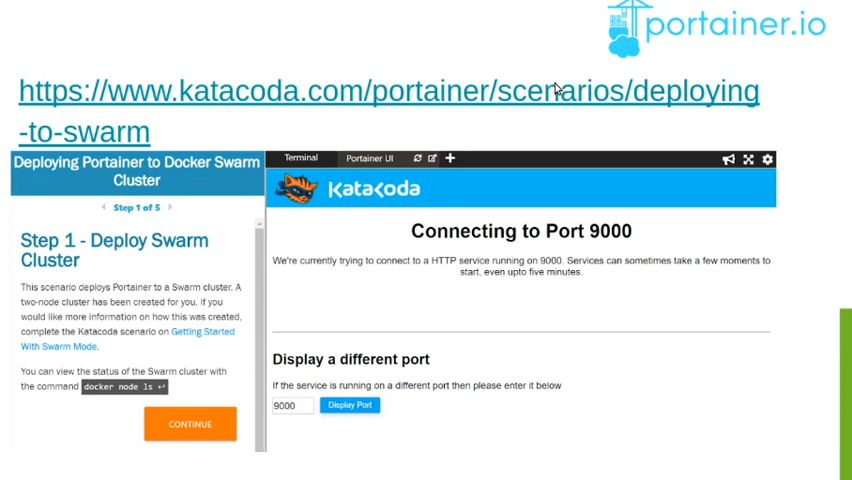 portainer.io
https://www.katacoda.com/portainer/scenarios/deploying
-to-swarm
Deploying Portainer to Docker Swarm
Cluster
Step 1 of 5
Step 1 - Deploy Swarm
Cluster
This scenario deploys Portainer to a Swarm cluster. A
two-node cluster has been created for you. If you
would like more information on how this was created,
complete the Katacoda scenario on Getting Started
With Swarm Mode.
You can view the status of the Swarm cluster with
the command docker node ls ↩
CONTINUE
Terminal Portainer UI +
KATACODA
Connecting to Port 9000
We're currently trying to connect to a HTTP service running on 9000. Services can sometimes take a few moments to
start, even upto five minutes.
Display a different port
If the service is running on a different port then please enter it below
9000 Display Port